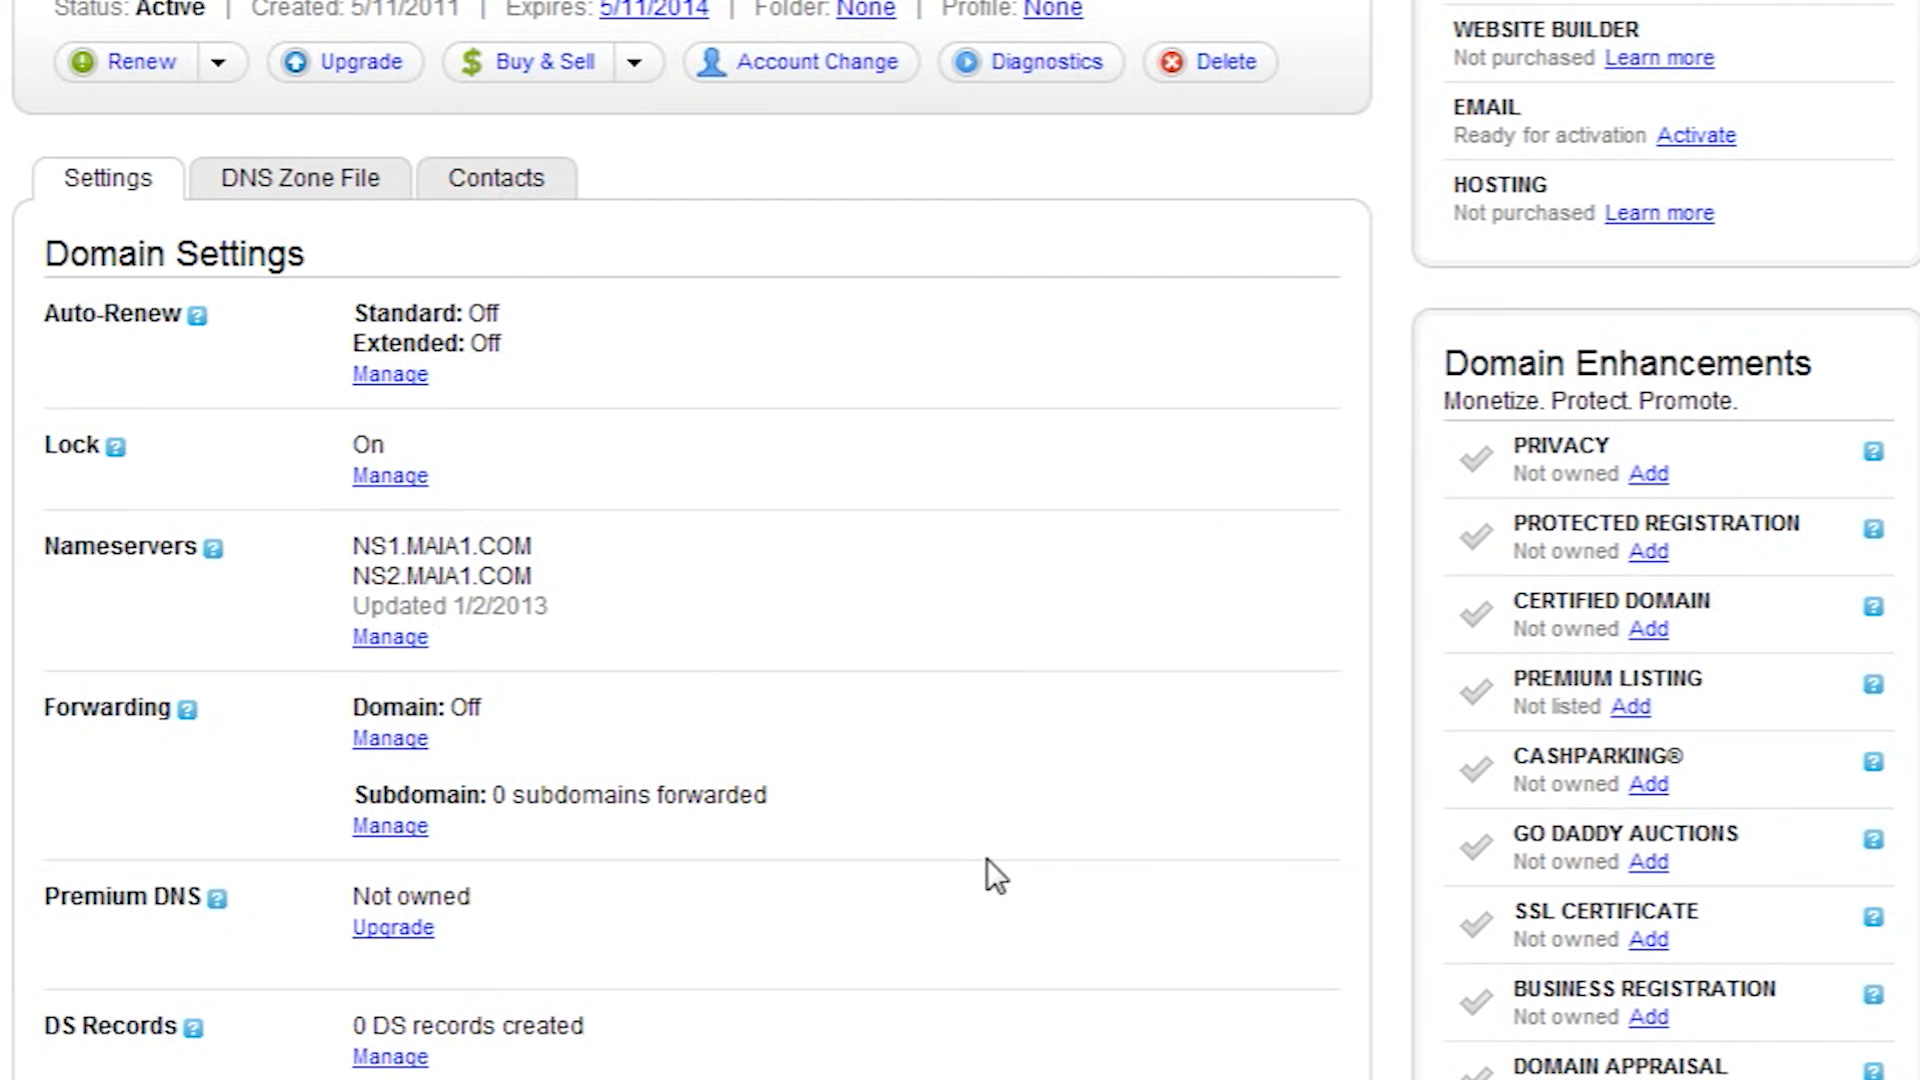 Status: Active | Created: 5/11/2011 | Expires: 5/11/2014 | Folder: None | Profile: None
Renew Upgrade Buy & Sell Account Change Diagnostics Delete
Settings DNS Zone File Contacts
Domain Settings
Auto-Renew ? Standard: Off
Extended: Off
Manage
Lock ? On
Manage
Nameservers ? NS1.MAIA1.COM
NS2.MAIA1.COM
Updated 1/2/2013
Manage
Forwarding ? Domain: Off
Manage
Subdomain: 0 subdomains forwarded
Manage
Premium DNS ? Not owned
Upgrade
DS Records ? 0 DS records created
Manage
WEBSITE BUILDER
Not purchased Learn more
EMAIL
Ready for activation Activate
HOSTING
Not purchased Learn more
Domain Enhancements
Monetize. Protect. Promote.
PRIVACY ?
Not owned Add
PROTECTED REGISTRATION ?
Not owned Add
CERTIFIED DOMAIN ?
Not owned Add
PREMIUM LISTING ?
Not listed Add
CASHPARKING® ?
Not owned Add
GO DADDY AUCTIONS ?
Not owned Add
SSL CERTIFICATE ?
Not owned Add
BUSINESS REGISTRATION ?
Not owned Add
DOMAIN APPRAISAL ?